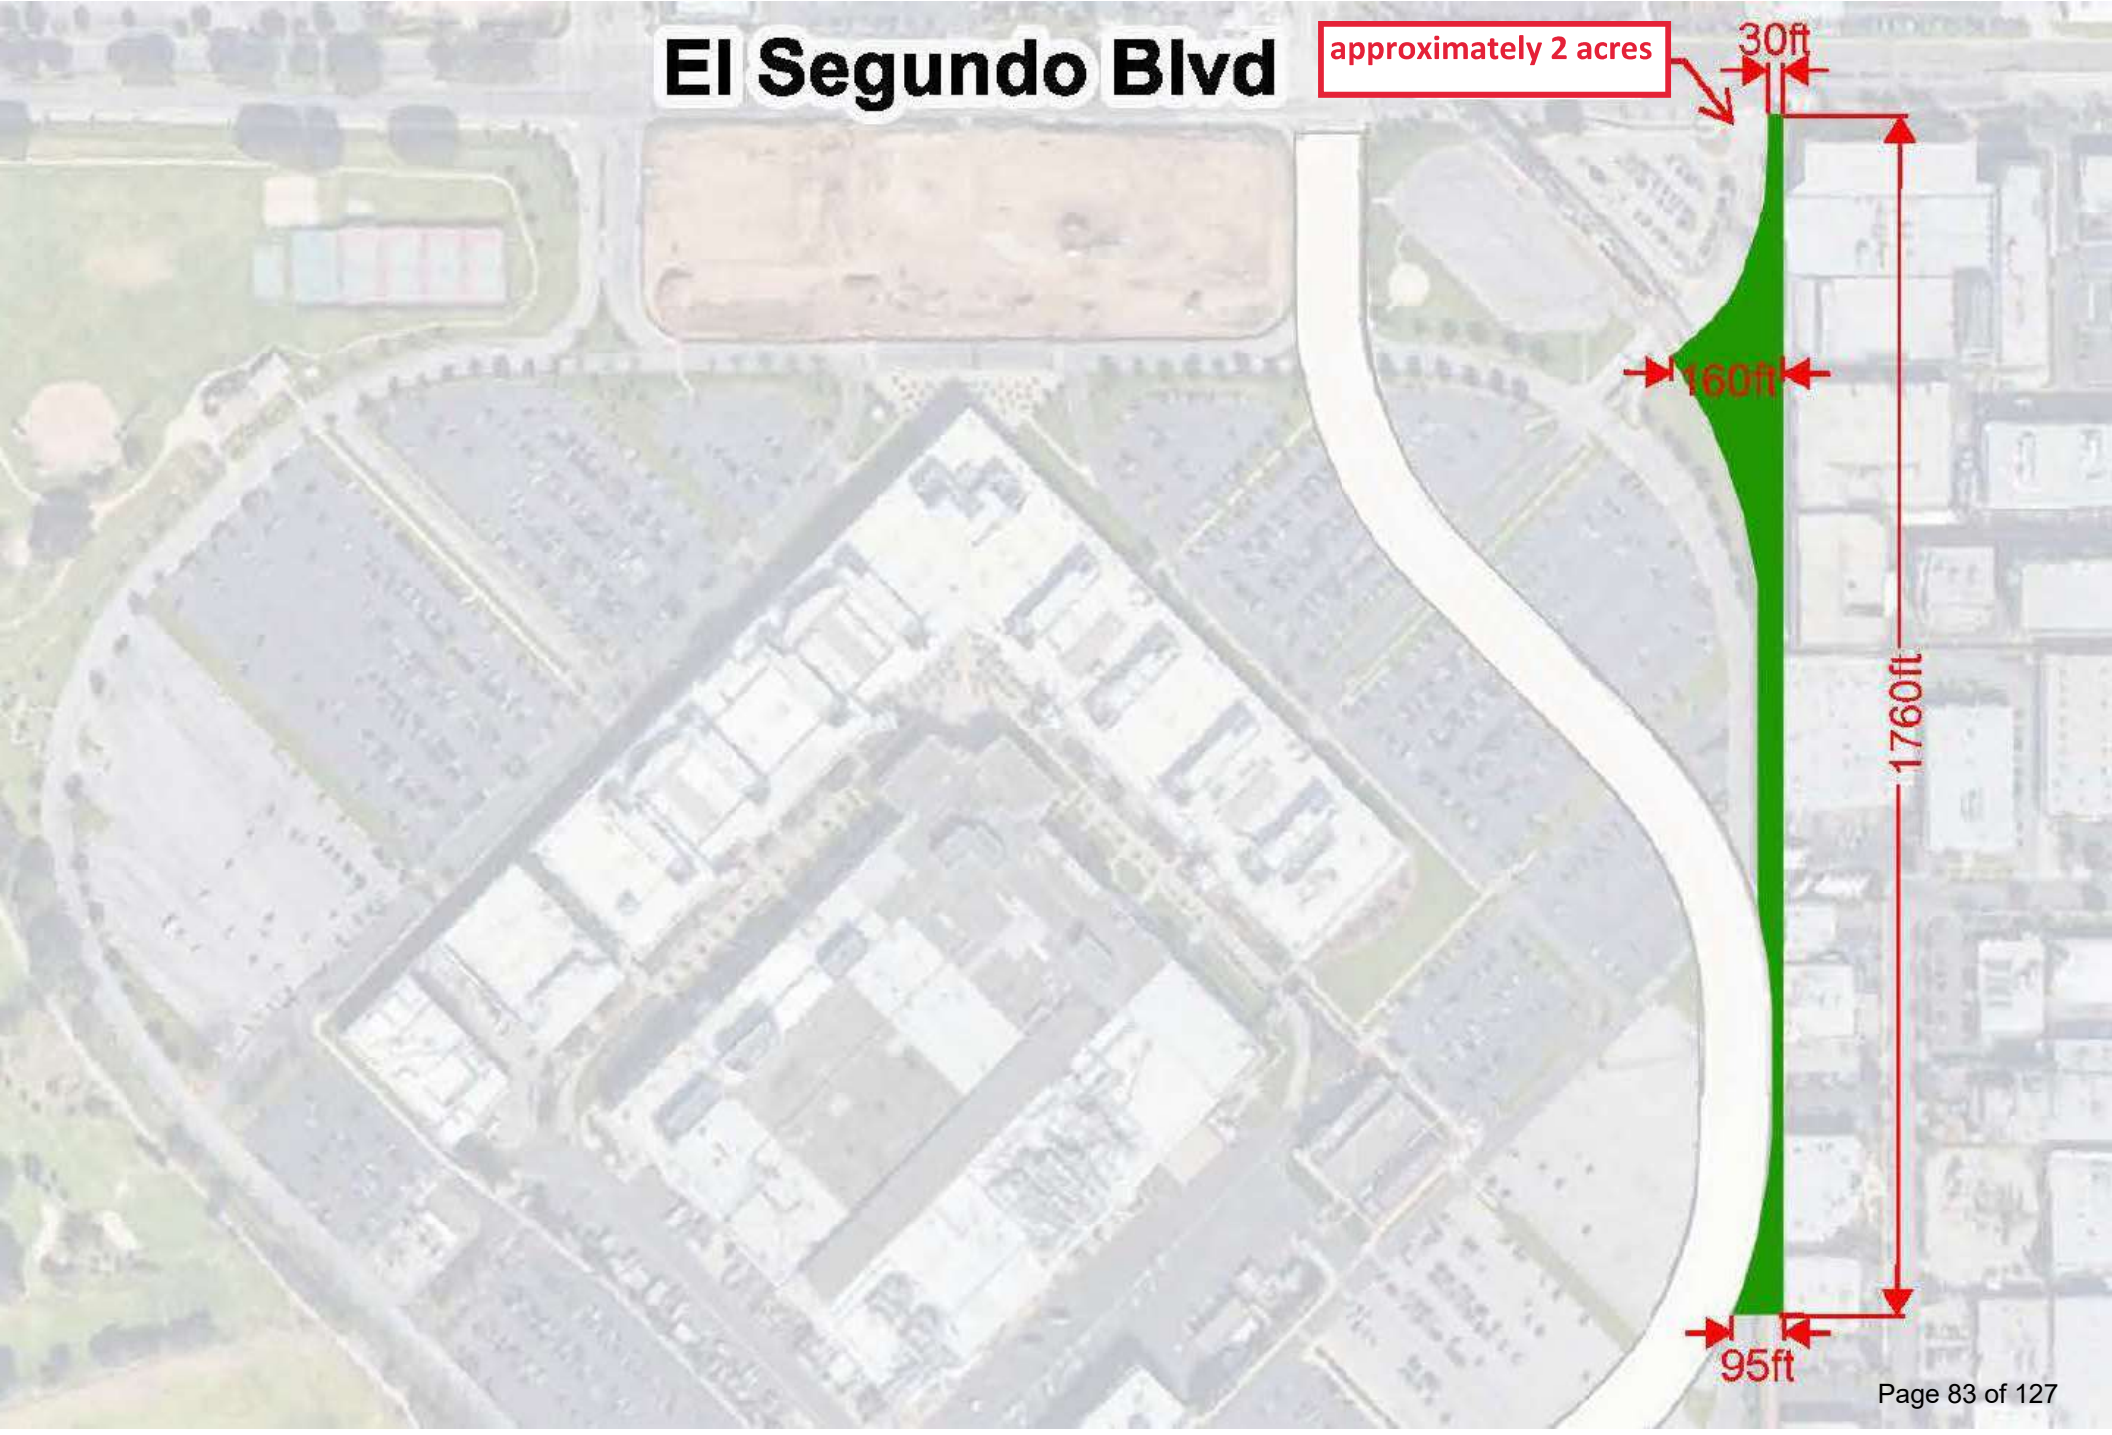 El Segundo Blvd
approximately 2 acres
30ft
160ft
1760ft
95ft
Page 83 of 127